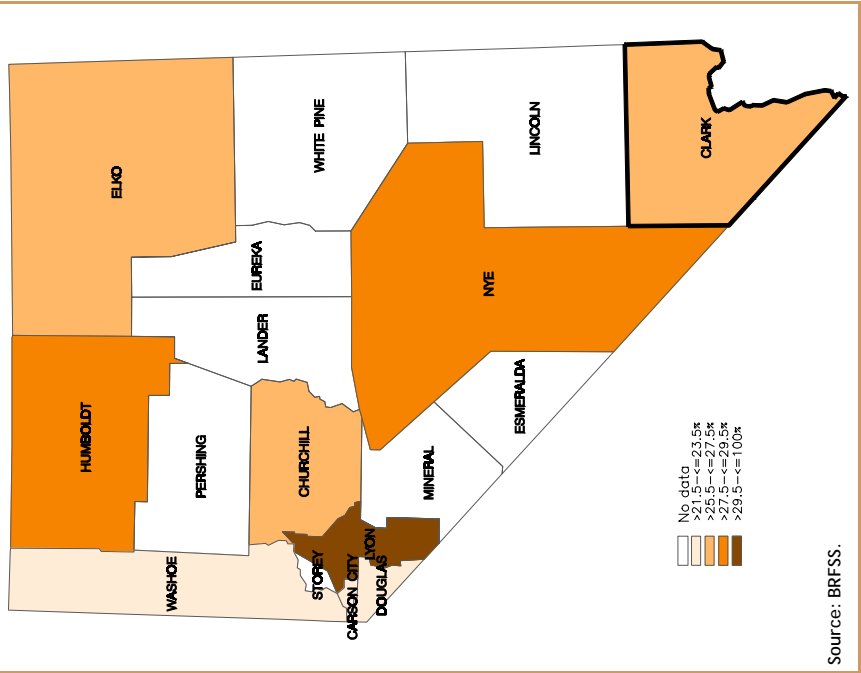 ELKO
WHITE PINE
LINCOLN
CLARK
EUREKA
NYE
LANDER
HUMBOLDT
PERSHING
CHURCHILL
ESMERALDA
MINERAL
WASHOE
STOREY
CARSON CITY
LYON
DOUGLAS
No data
>21.5-<=23.5%
>25.5-<=27.5%
>27.5-<=29.5%
>29.5-<=100%
Source: BRFSS.